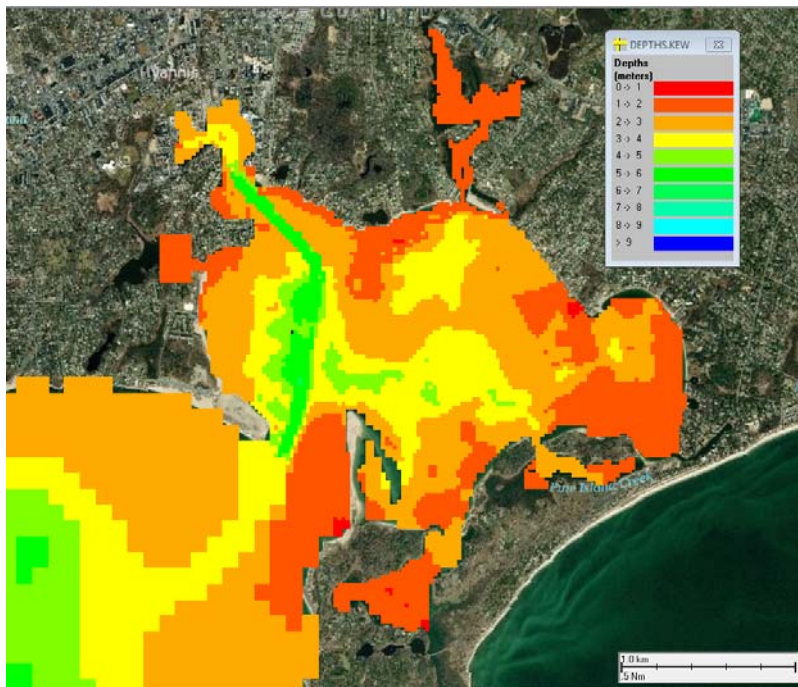 Hyannis
DEPTHS.KEW
Depths
(meters)
0 -> 1
1 -> 2
2 -> 3
3 -> 4
4 -> 5
5 -> 6
6 -> 7
7 -> 8
8 -> 9
> 9
Pine Island Creek
1.0 km
.5 Nm